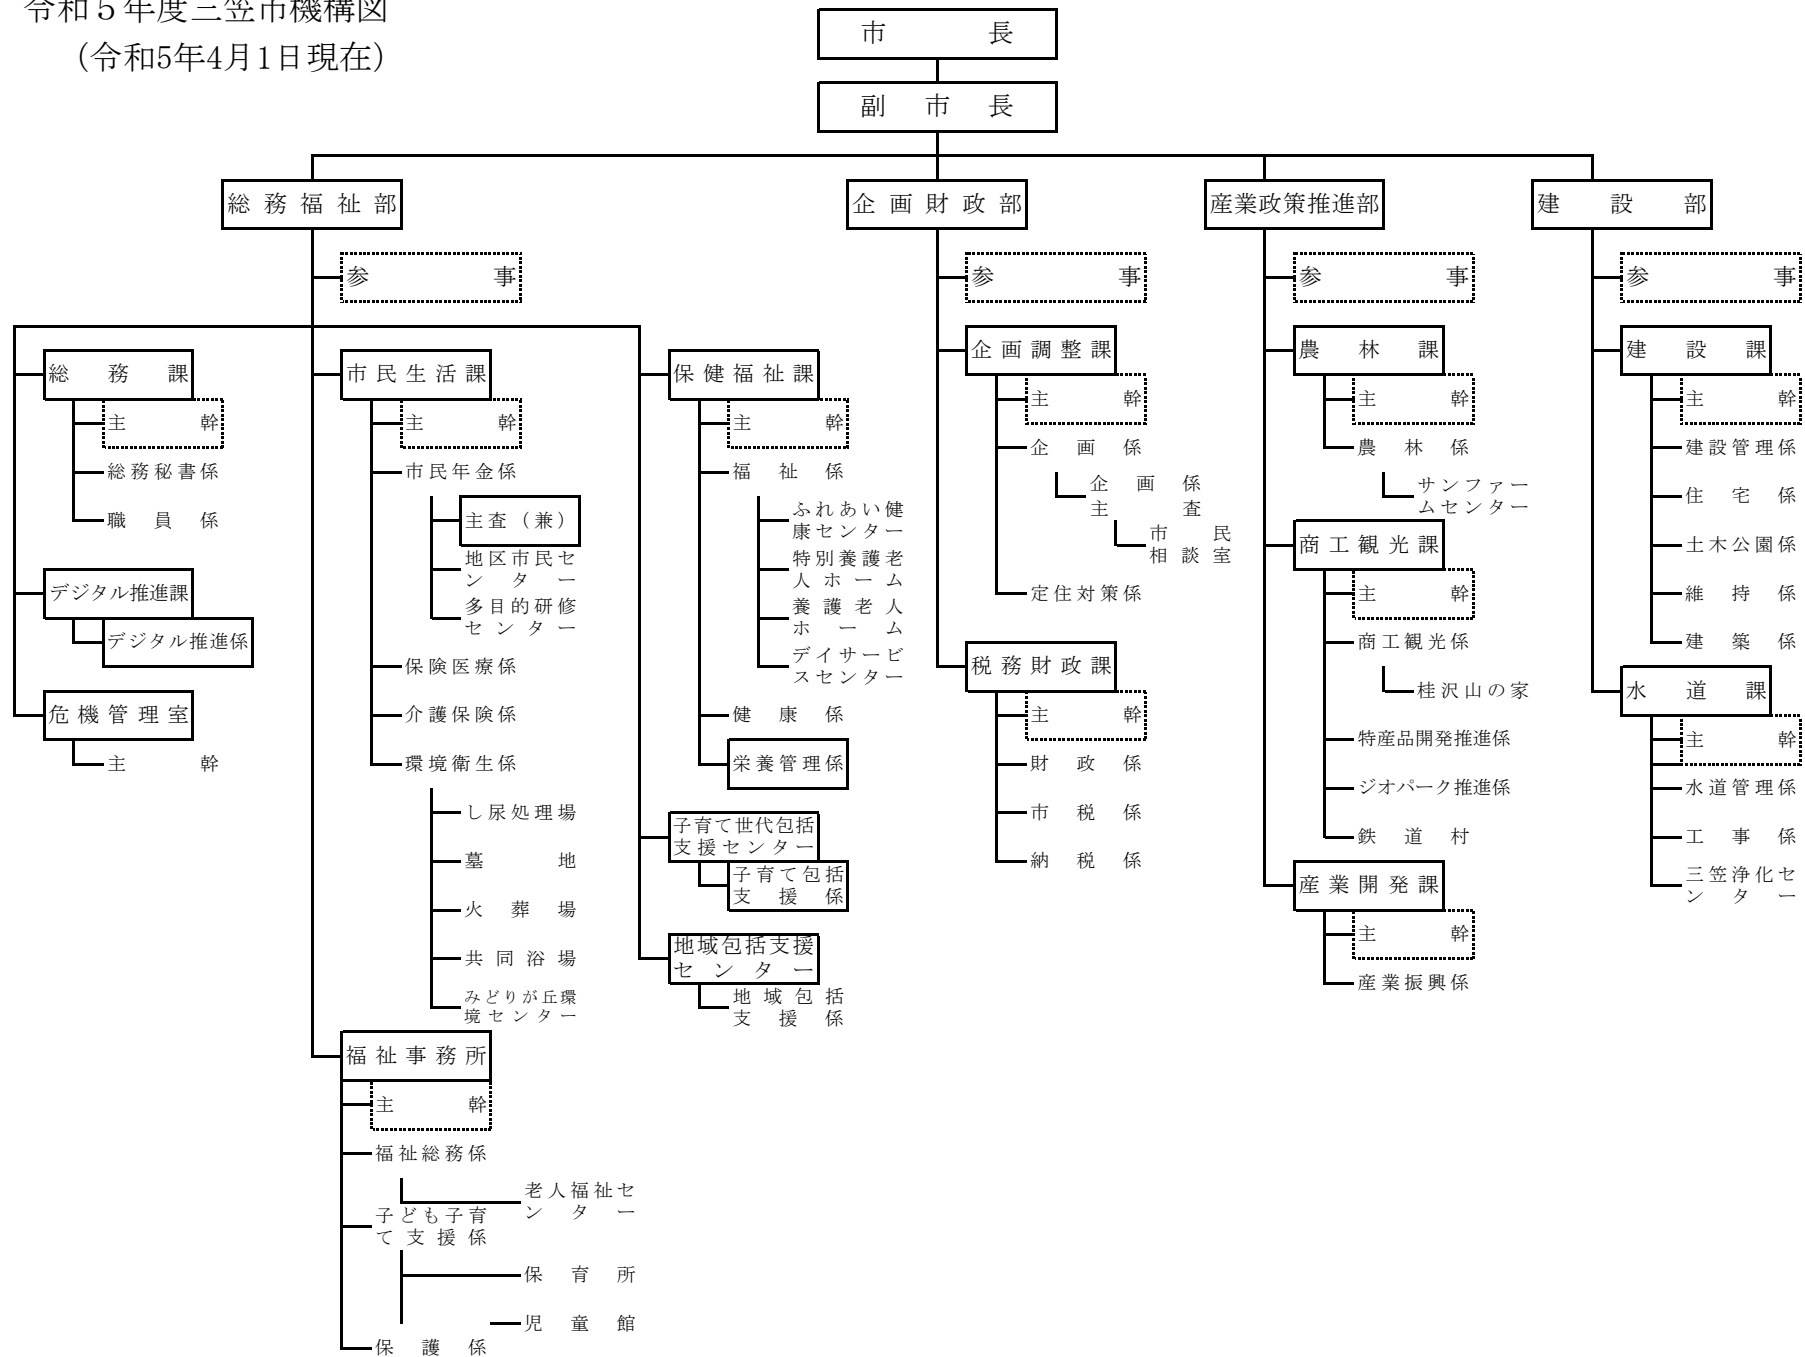 令和５年度三笠市機構図
（令和5年4月1日現在）
市長
副市長
総務福祉部
参事
総務課
主幹
総務秘書係
職員係
デジタル推進課
デジタル推進係
危機管理室
主幹
市民生活課
主幹
市民年金係
主査（兼）
地区市民セ
ンター
多目的研修
センター
保険医療係
介護保険係
環境衛生係
し尿処理場
墓地
火葬場
共同浴場
みどりが丘環
境センター
保健福祉課
主幹
福祉係
ふれあい健
康センター
特別養護老
人ホーム
養護老人
ホーム
デイサービ
スセンター
健康係
栄養管理係
子育て世代包括
支援センター
子育て包括
支援係
地域包括支援
センター
地域包括
支援係
福祉事務所
主幹
福祉総務係
老人福祉セ
ンター
子ども子育
て支援係
保育所
児童館
保護係
企画財政部
参事
企画調整課
主幹
企画係
企画係
主査
市民
相談室
定住対策係
税務財政課
主幹
財政係
市税係
納税係
産業政策推進部
参事
農林課
主幹
農林係
サンファー
ムセンター
商工観光課
主幹
商工観光係
桂沢山の家
特産品開発推進係
ジオパーク推進係
鉄道村
産業開発課
主幹
産業振興係
建設部
参事
建設課
主幹
建設管理係
住宅係
土木公園係
維持係
建築係
水道課
主幹
水道管理係
工事係
三笠浄化セ
ンター